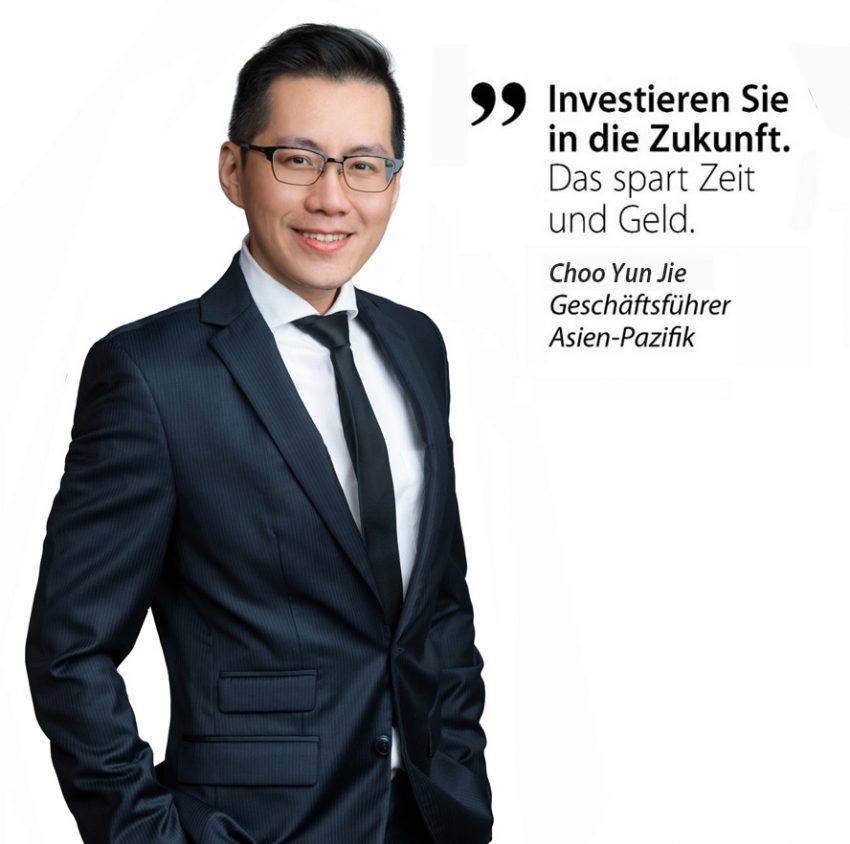 ”
Investieren Sie
in die Zukunft.
Das spart Zeit
und Geld.
Choo Yun Jie
Geschäftsführer
Asien-Pazifik